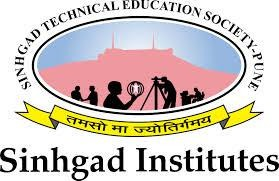 SINHGAD TECHNICAL EDUCATION SOCIETY-PUNE
तमसो मा ज्योतिर्गमय
Sinhgad Institutes